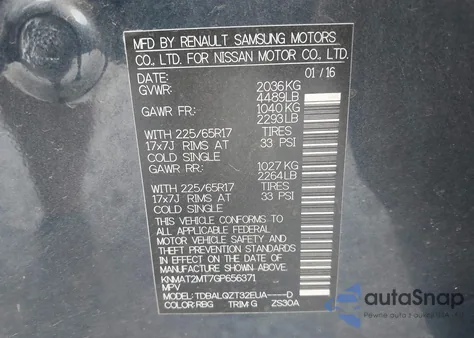 MFD BY RENAULT SAMSUNG MOTORS
CO., LTD. FOR NISSAN MOTOR CO., LTD.
DATE: 01/16
GVWR: 2036KG
4489LB
GAWR FR: 1040KG
2293LB
WITH 225/65R17 TIRES
17x7J RIMS AT 33 PSI
COLD SINGLE
GAWR RR: 1027KG
2264LB
WITH 225/65R17 TIRES
17x7J RIMS AT 33 PSI
COLD SINGLE
THIS VEHICLE CONFORMS TO
ALL APPLICABLE FEDERAL
MOTOR VEHICLE SAFETY AND
THEFT PREVENTION STANDARDS
IN EFFECT ON THE DATE OF
MANUFACTURE SHOWN ABOVE.
KNMAT2MT7GP656371
MPV
MODEL:TDBALQZT32EUA----D
COLOR:RBG TRIM:G ZS30A
autoSnap